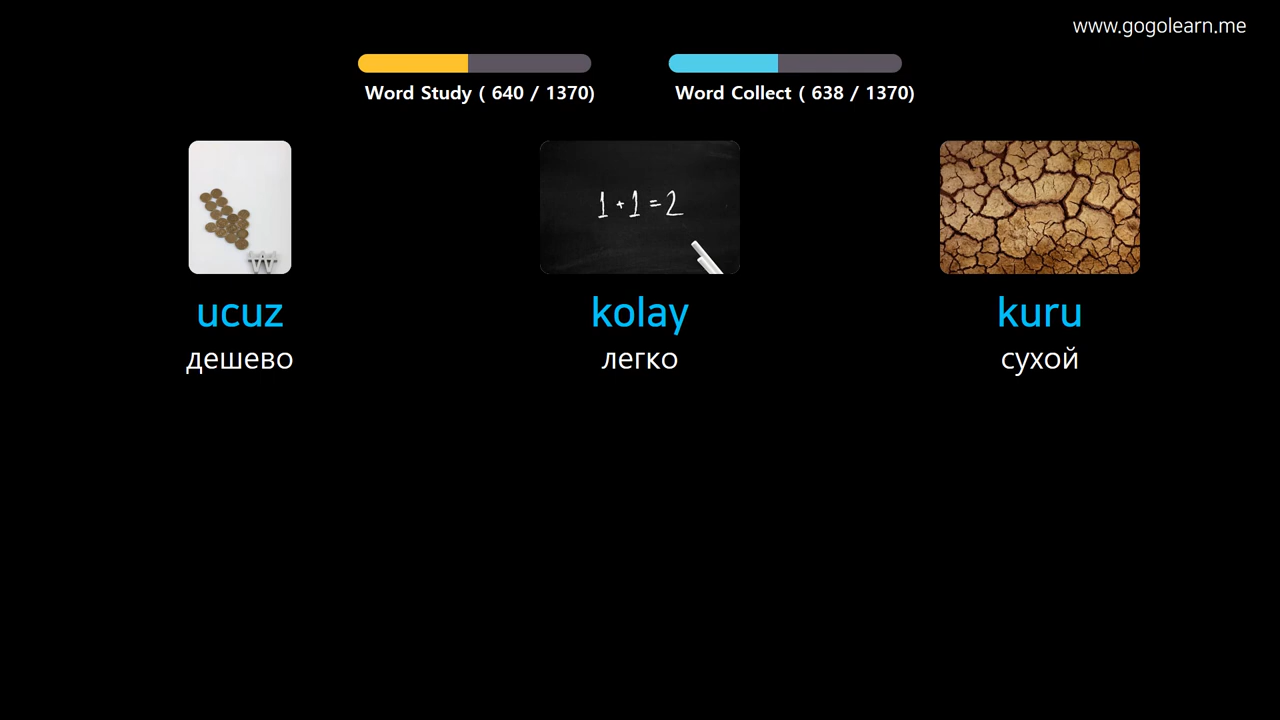 www.gogolearn.me
Word Study ( 640 / 1370)
Word Collect ( 638 / 1370)
1 + 1 = 2
ucuz
kolay
kuru
дешево
легко
сухой